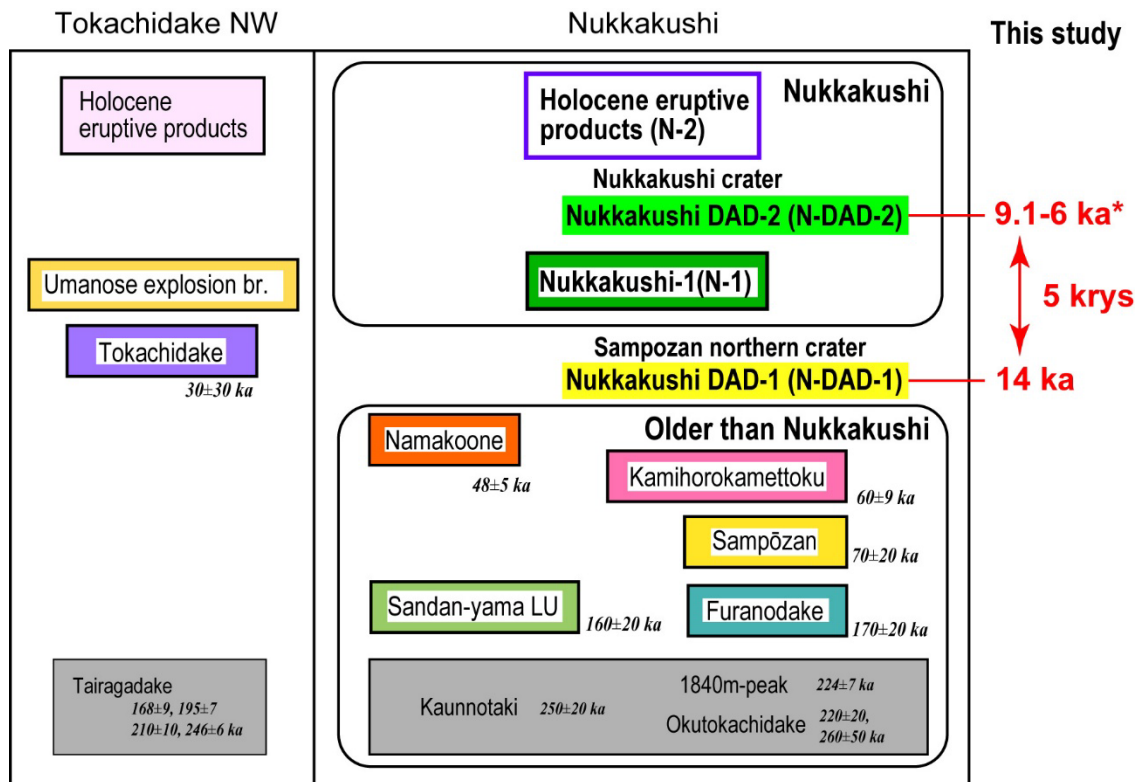 Tokachidake NW
Nukkakushi
This study
Holocene
eruptive products
Umanose explosion br.
Tokachidake
30±30 ka
Tairagadake
168±9, 195±7
210±10, 246±6 ka
Nukkakushi
Holocene eruptive
products (N-2)
Nukkakushi crater
Nukkakushi DAD-2 (N-DAD-2)
Nukkakushi-1(N-1)
Sampozan northern crater
Nukkakushi DAD-1 (N-DAD-1)
Older than Nukkakushi
Namakoone
48±5 ka
Kamihorokamettoku
60±9 ka
Sampōzan
70±20 ka
Sandan-yama LU
160±20 ka
Furanodake
170±20 ka
Kaunnotaki 250±20 ka
1840m-peak 224±7 ka
Okutokachidake 220±20,
260±50 ka
9.1-6 ka*
5 krys
14 ka